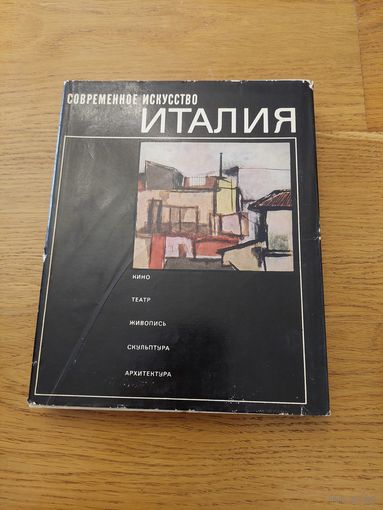 СОВРЕМЕННОЕ ИСКУССТВО
ИТАЛИЯ
КИНО
ТЕАТР
ЖИВОПИСЬ
СКУЛЬПТУРА
АРХИТЕКТУРА